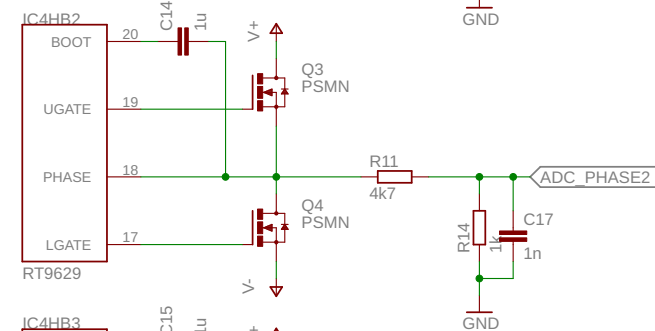 IC4HB2
C14
1u
V+
GND
BOOT
20
Q3
PSMN
UGATE
19
PHASE
18
R11
4k7
ADC_PHASE2
Q4
PSMN
LGATE
17
R14
1k
C17
1n
RT9629
V-
GND
IC4HB3
C15
1u
+